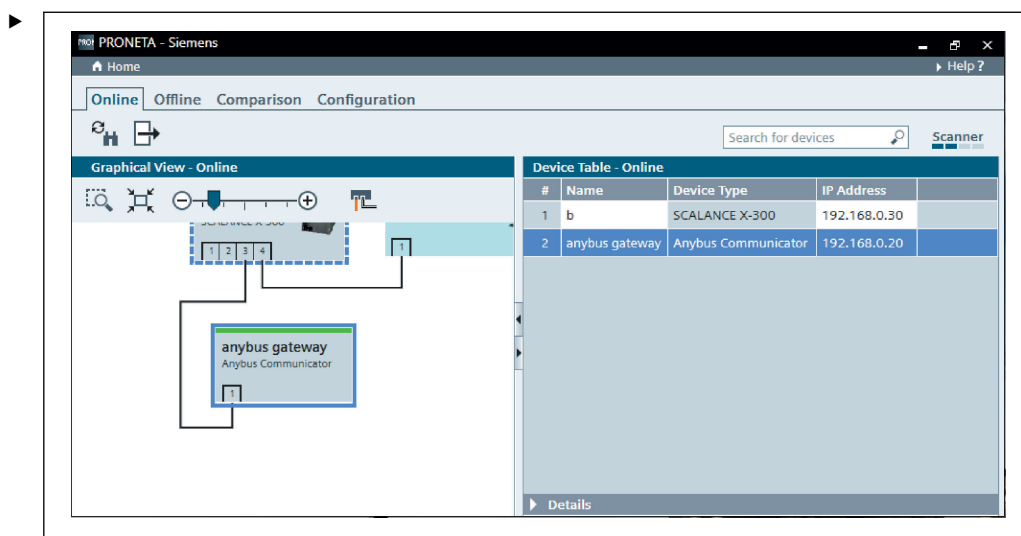 PRONETA - Siemens
Home
Help ?
Online Offline Comparison Configuration
Search for devices
Scanner
Graphical View - Online
Device Table - Online
# Name Device Type IP Address
1 b SCALANCE X-300 192.168.0.30
2 anybus gateway Anybus Communicator 192.168.0.20
SCALANCE X-300
1 2 3 4
1
anybus gateway
Anybus Communicator
1
Details